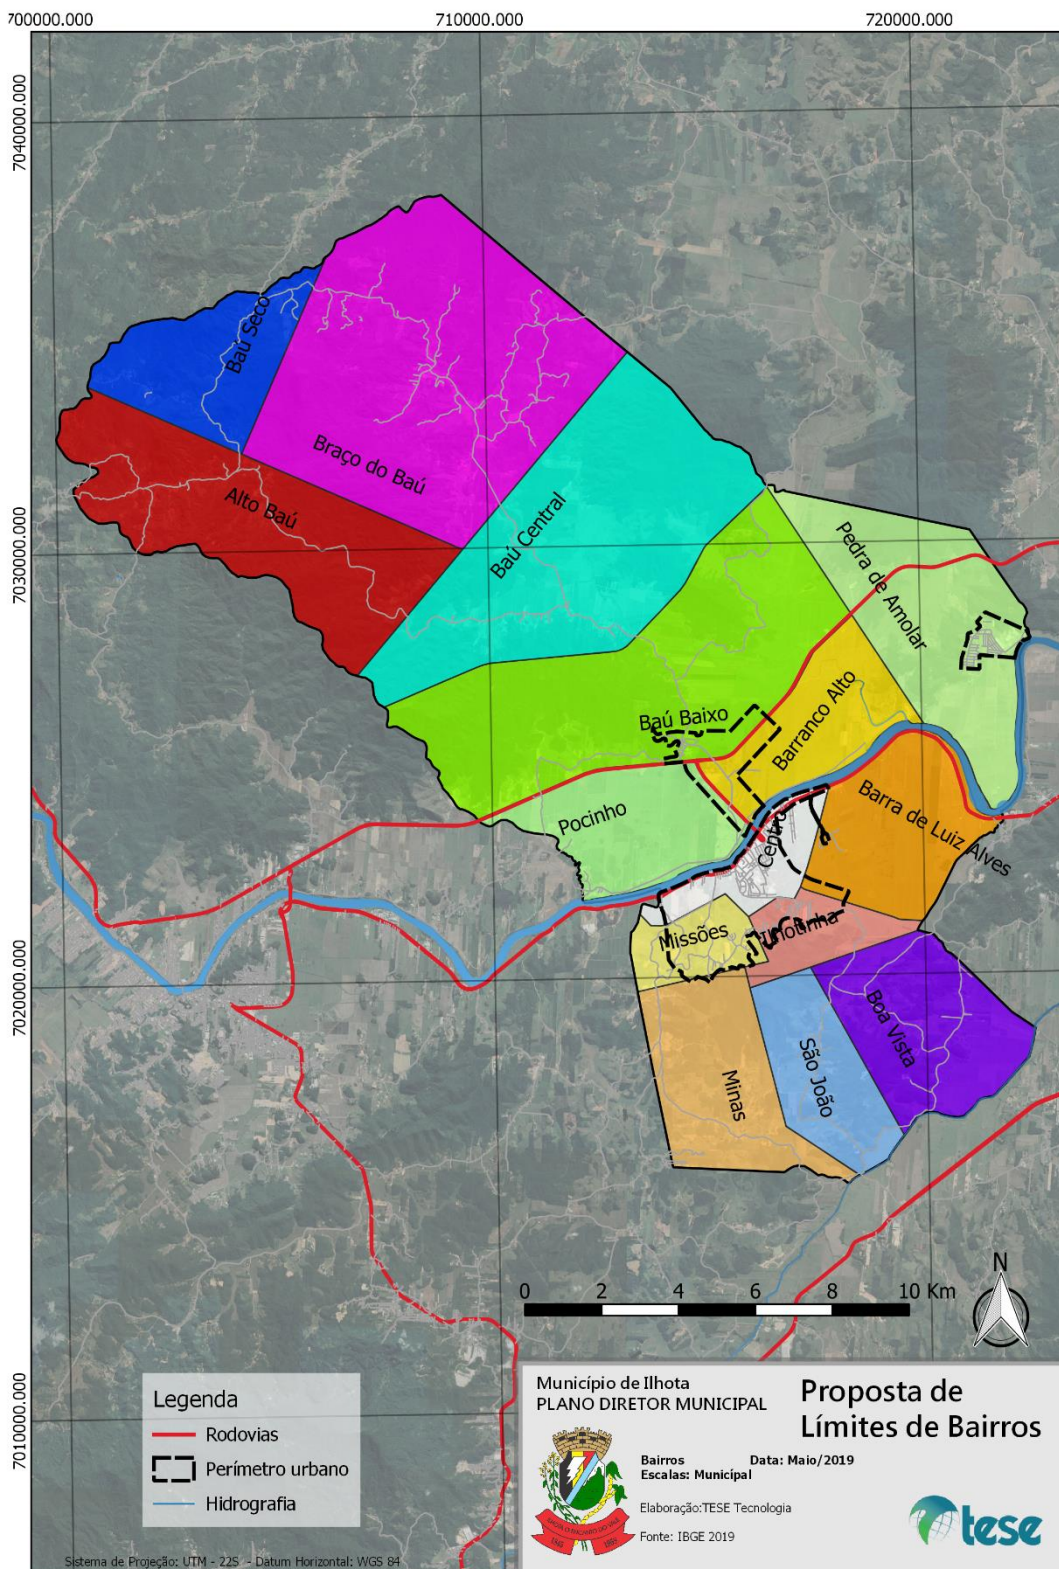 700000.000
710000.000
720000.000
7040000.000
7030000.000
7020000.000
7010000.000
Baú Seco
Braço do Baú
Alto Baú
Baú Central
Pedra de Amolar
Baú Baixo
Barranco Alto
Pocinho
Centro
Barra de Luiz Alves
Missões
Ilhotinha
Boa Vista
São João
Minas
0 2 4 6 8 10 Km
N
Legenda
Rodovias
Perímetro urbano
Hidrografia
Sistema de Projeção: UTM - 22S - Datum Horizontal: WGS 84
Município de Ilhota
PLANO DIRETOR MUNICIPAL
Proposta de
Límites de Bairros
Bairros
Data: Maio/2019
Escalas: Municípal
Elaboração:TESE Tecnologia
Fonte: IBGE 2019
tese